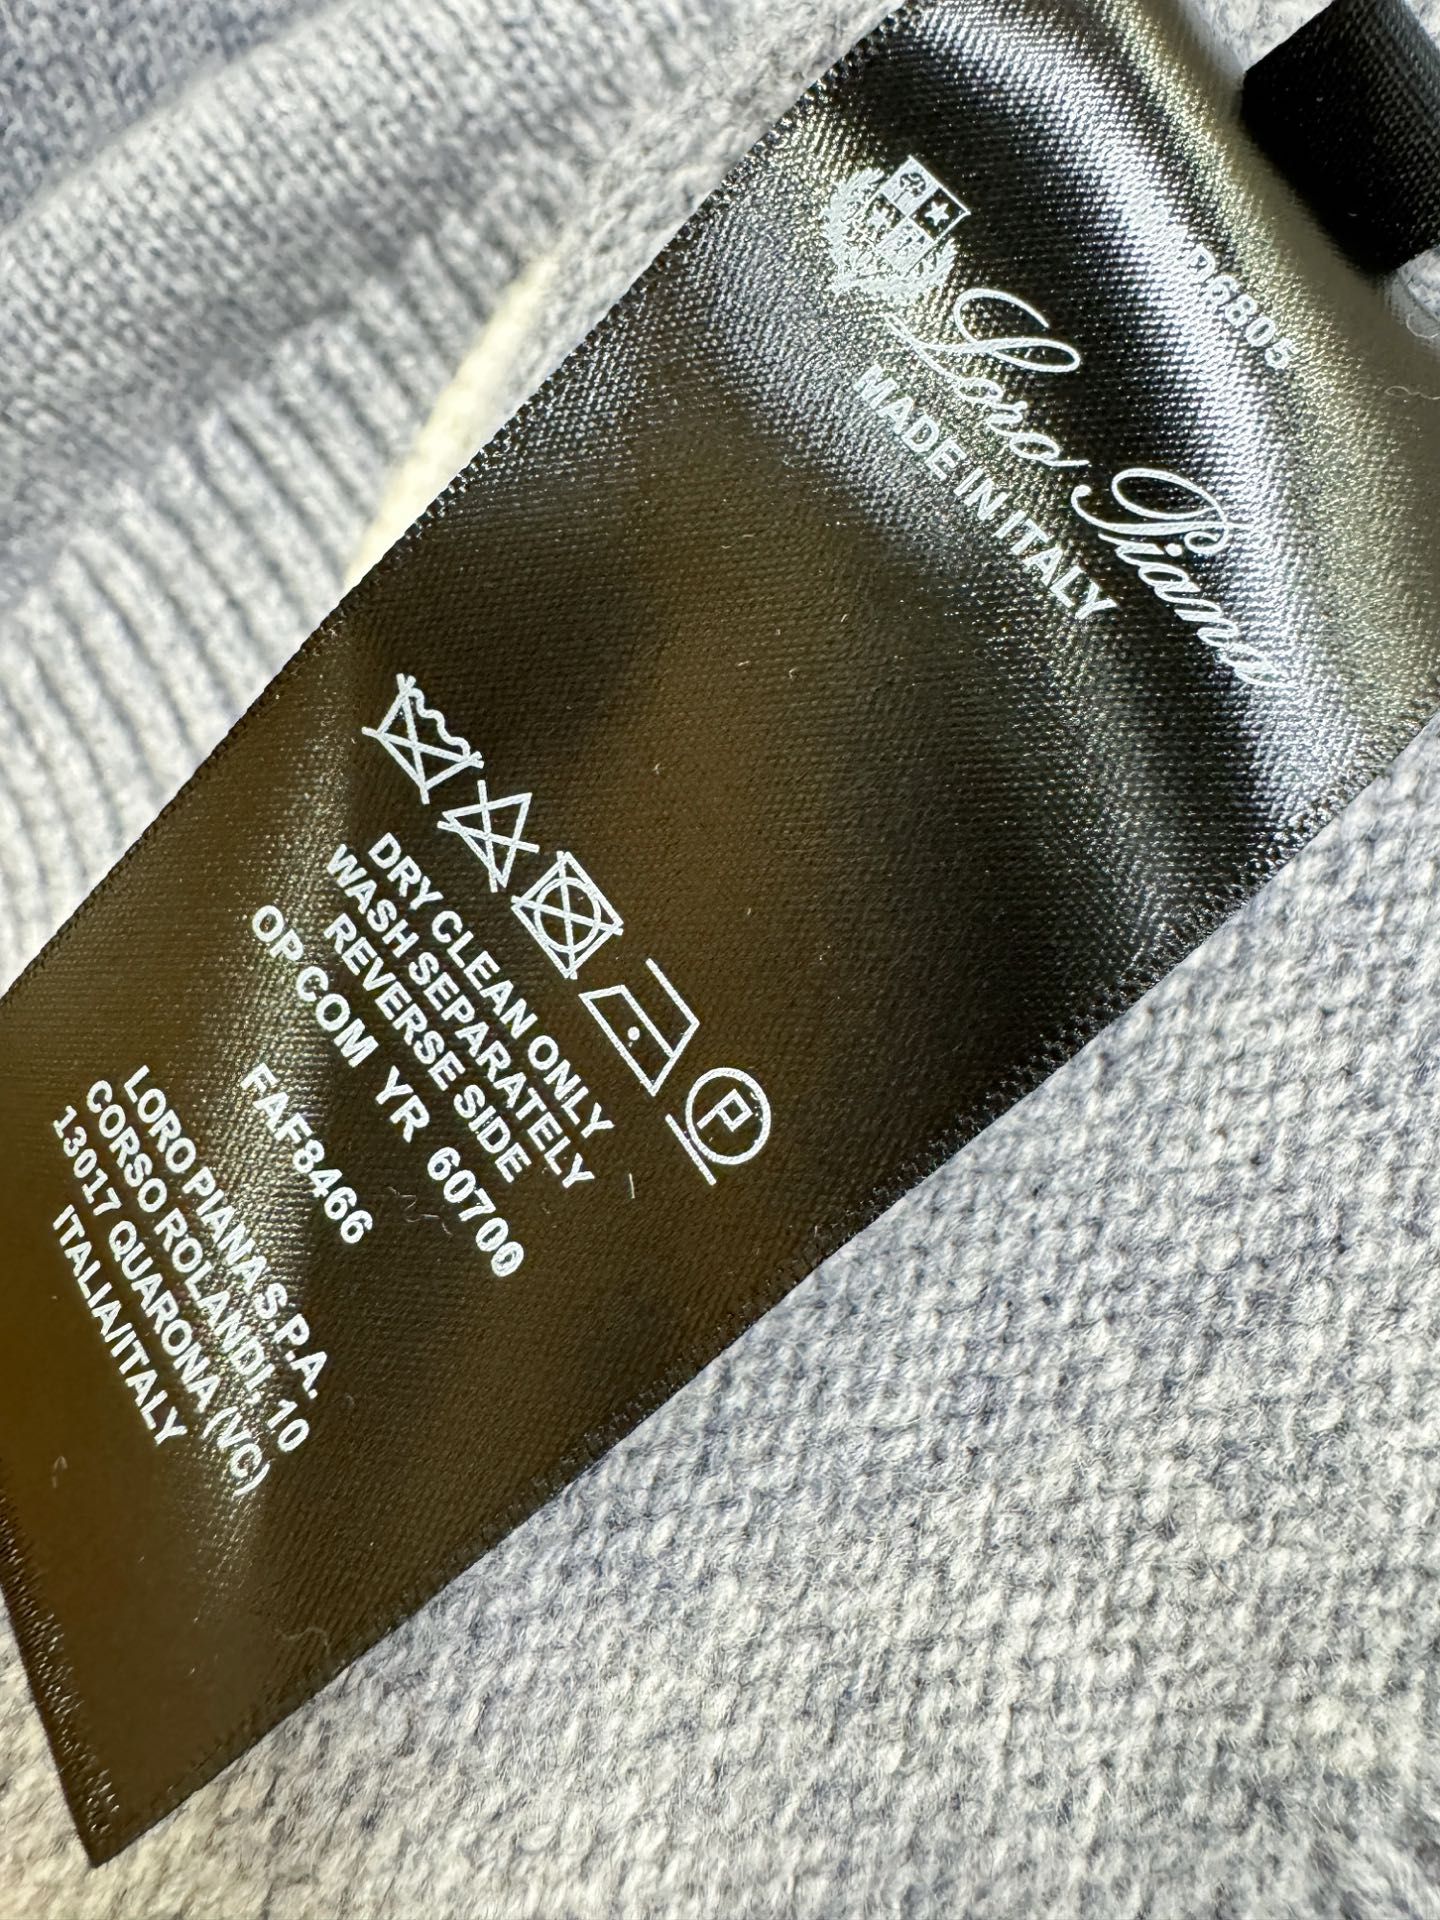 Loro Piana
MADE IN ITALY
DRY CLEAN ONLY
WASH SEPARATELY
REVERSE SIDE
OP COM YR 60700
FAF8466
LORO PIANA S.P.A.
CORSO ROLANDI, 10
13017 QUARONA (VC)
ITALIA/ITALY
P